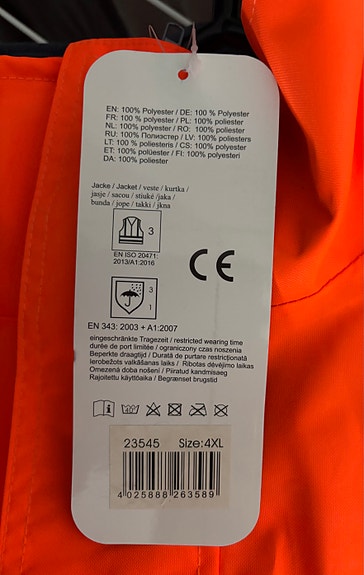 EN: 100% Polyester / DE: 100 % Polyester
FR: 100 % polyester / PL: 100% poliester
NL: 100% polyester / RO: 100% poliester
RU: 100% Полиэстер / LV: 100% poliesters
LT: 100% poliesteris / CS: 100% polyester
ET: 100% polüester / FI: 100% polyesteri
DA: 100% poliester
Jacke / Jacket / veste / kurtka /
jasje / sacou / stiukė /jaka /
bunda / jope / takki / jkna
3
EN ISO 20471:
2013/A1:2016
CE
3
1
EN 343: 2003 + A1:2007
eingeschränkte Tragezeit / restricted wearing time
durée de port limitée / ograniczony czas noszenia
Beperkte draagtijd / Durată de purtare restricționată
Ierobežots valkāšanas laiks / Ribotas dėvėjimo laikas
Omezená doba nošení / Piiratud kandmisaeg
Rajoitettu käyttöaika / Begrænset brugstid
23545 Size:4XL
4 025888 263589